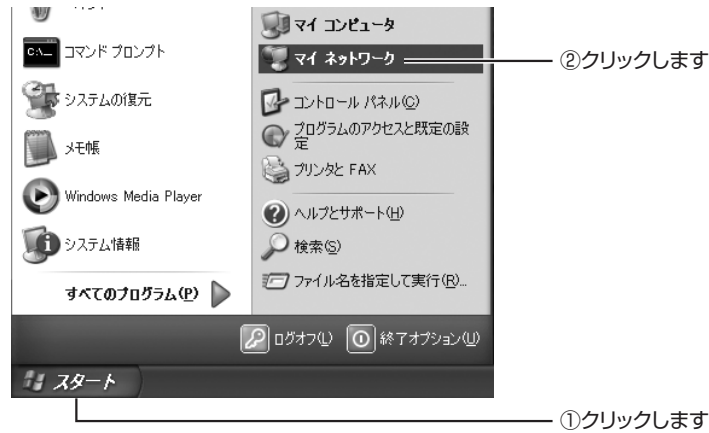 マイ コンピュータ
マイ ネットワーク
②クリックします
C:\_
コマンド プロンプト
システムの復元
メモ帳
Windows Media Player
システム情報
すべてのプログラム(P)
コントロール パネル(C)
プログラムのアクセスと既定の設
定
プリンタと FAX
ヘルプとサポート(H)
検索(S)
ファイル名を指定して実行(R)...
ログオフ(L)
終了オプション(U)
スタート
①クリックします